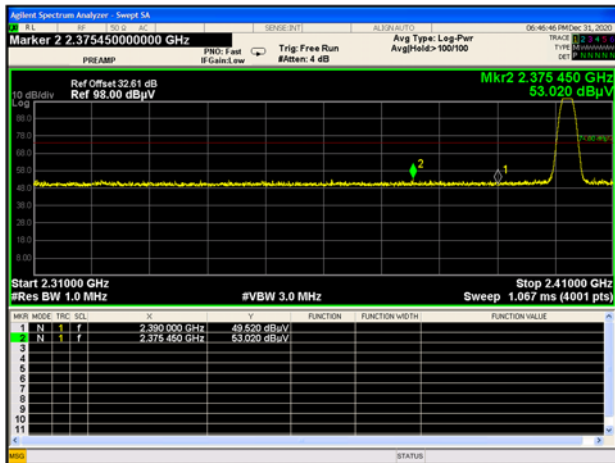 Agilent Spectrum Analyzer - Swept SA
RL RF 50 Ω AC SENSE:INT ALIGN AUTO 06:46:46 PM Dec 31, 2020
Marker 2 2.375450000000 GHz
PREAMP
PNO: Fast
IFGain:Low
Trig: Free Run
#Atten: 4 dB
Avg Type: Log-Pwr
Avg|Hold>100/100
TRACE 1 2 3 4 5 6
TYPE M
DET P N N N N N
Mkr2 2.375 450 GHz
53.020 dBµV
Ref Offset 32.61 dB
10 dB/div Ref 98.00 dBµV
Log
88.0
78.0
68.0
58.0
48.0
38.0
28.0
18.0
8.00
2
1
Start 2.31000 GHz Stop 2.41000 GHz
#Res BW 1.0 MHz #VBW 3.0 MHz Sweep 1.067 ms (4001 pts)
MKR MODE TRC SCL X Y FUNCTION FUNCTION WIDTH FUNCTION VALUE
1 N 1 f 2.390 000 GHz 49.520 dBµV
2 N 1 f 2.375 450 GHz 53.020 dBµV
3
4
5
6
7
8
9
10
11
MSG STATUS